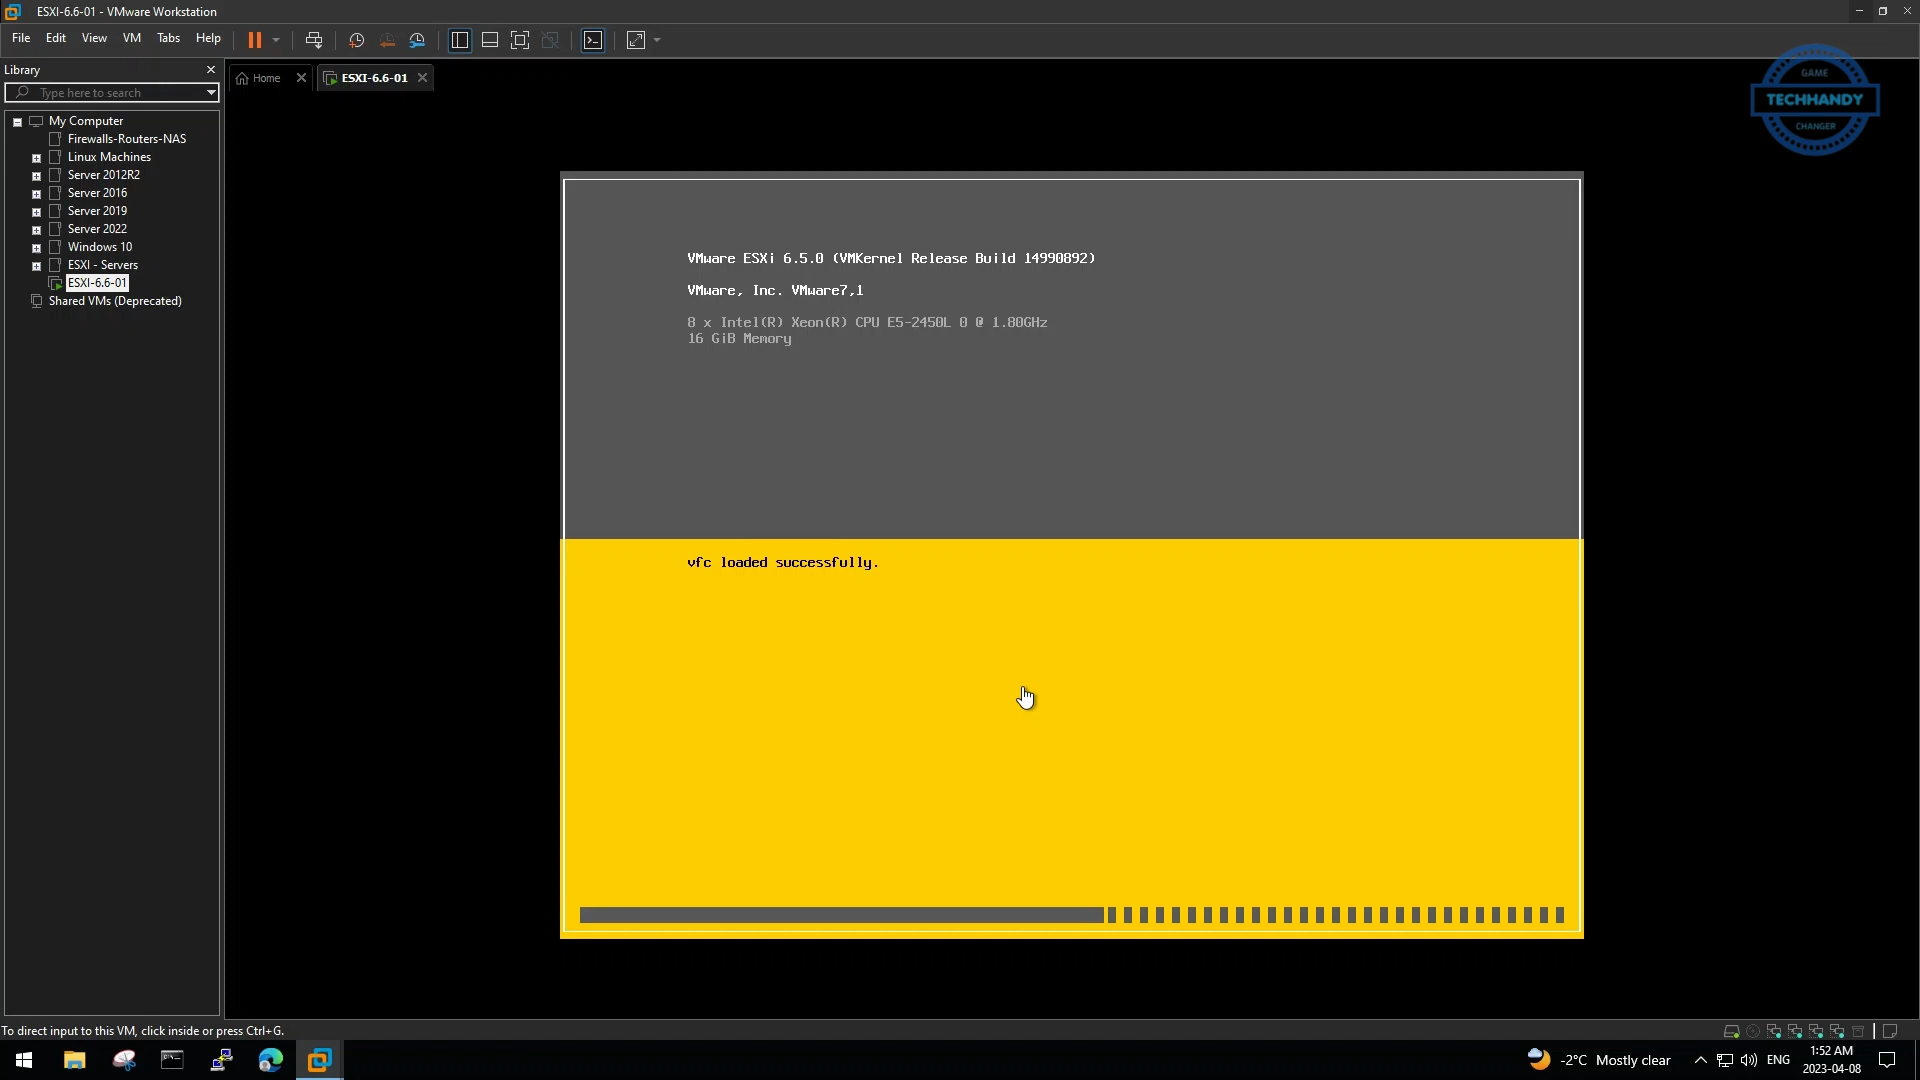 ESXI-6.6-01 - VMware Workstation
File Edit View VM Tabs Help
Library
Type here to search
Home
ESXI-6.6-01
My Computer
Firewalls-Routers-NAS
Linux Machines
Server 2012R2
Server 2016
Server 2019
Server 2022
Windows 10
ESXI - Servers
ESXI-6.6-01
Shared VMs (Deprecated)
GAME
TECHHANDY
CHANGER
VMware ESXi 6.5.0 (VMKernel Release Build 14990892)
VMware, Inc. VMware7,1
8 x Intel(R) Xeon(R) CPU E5-2450L 0 @ 1.80GHz
16 GiB Memory
vfc loaded successfully.
To direct input to this VM, click inside or press Ctrl+G.
-2°C Mostly clear
ENG
1:52 AM
2023-04-08